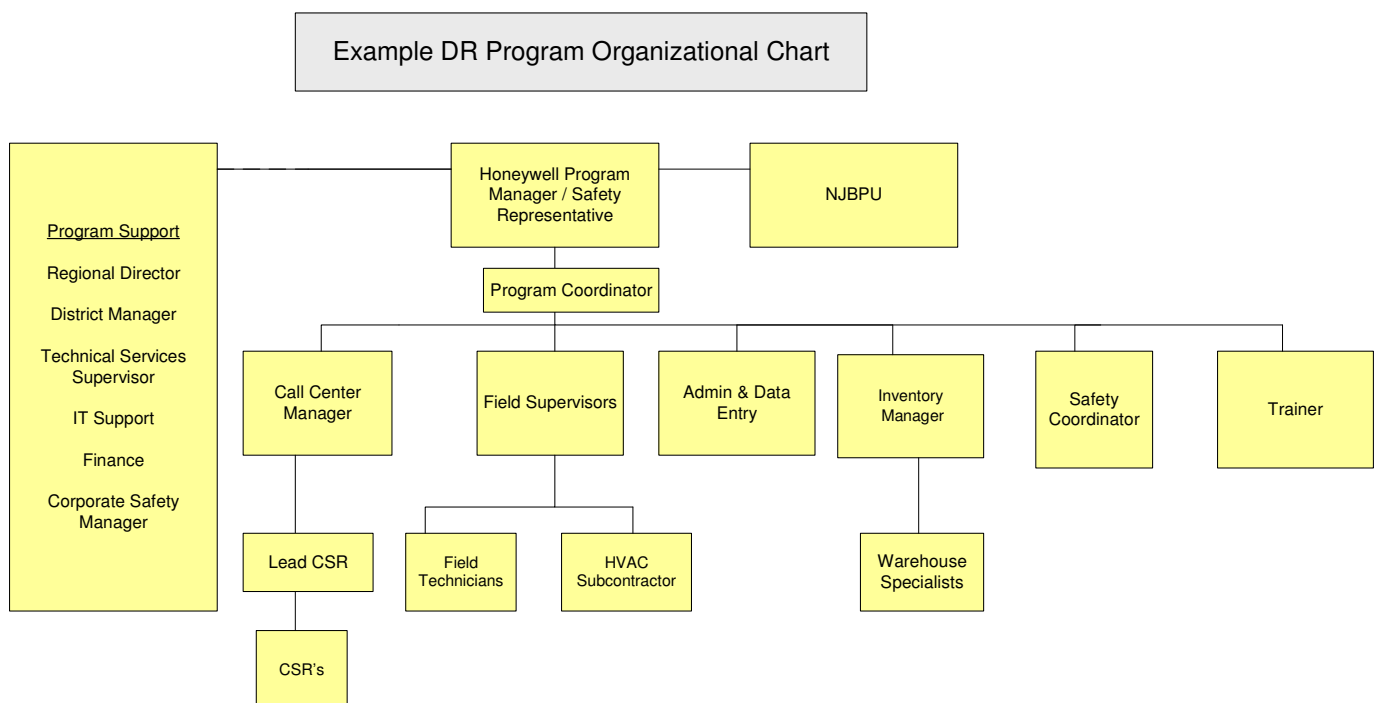 Example DR Program Organizational Chart
Honeywell Program
Manager / Safety
Representative
NJBPU
Program Support
Regional Director
District Manager
Technical Services
Supervisor
IT Support
Finance
Corporate Safety
Manager
Program Coordinator
Call Center
Manager
Field Supervisors
Admin & Data
Entry
Inventory
Manager
Safety
Coordinator
Trainer
Lead CSR
Field
Technicians
HVAC
Subcontractor
Warehouse
Specialists
CSR's